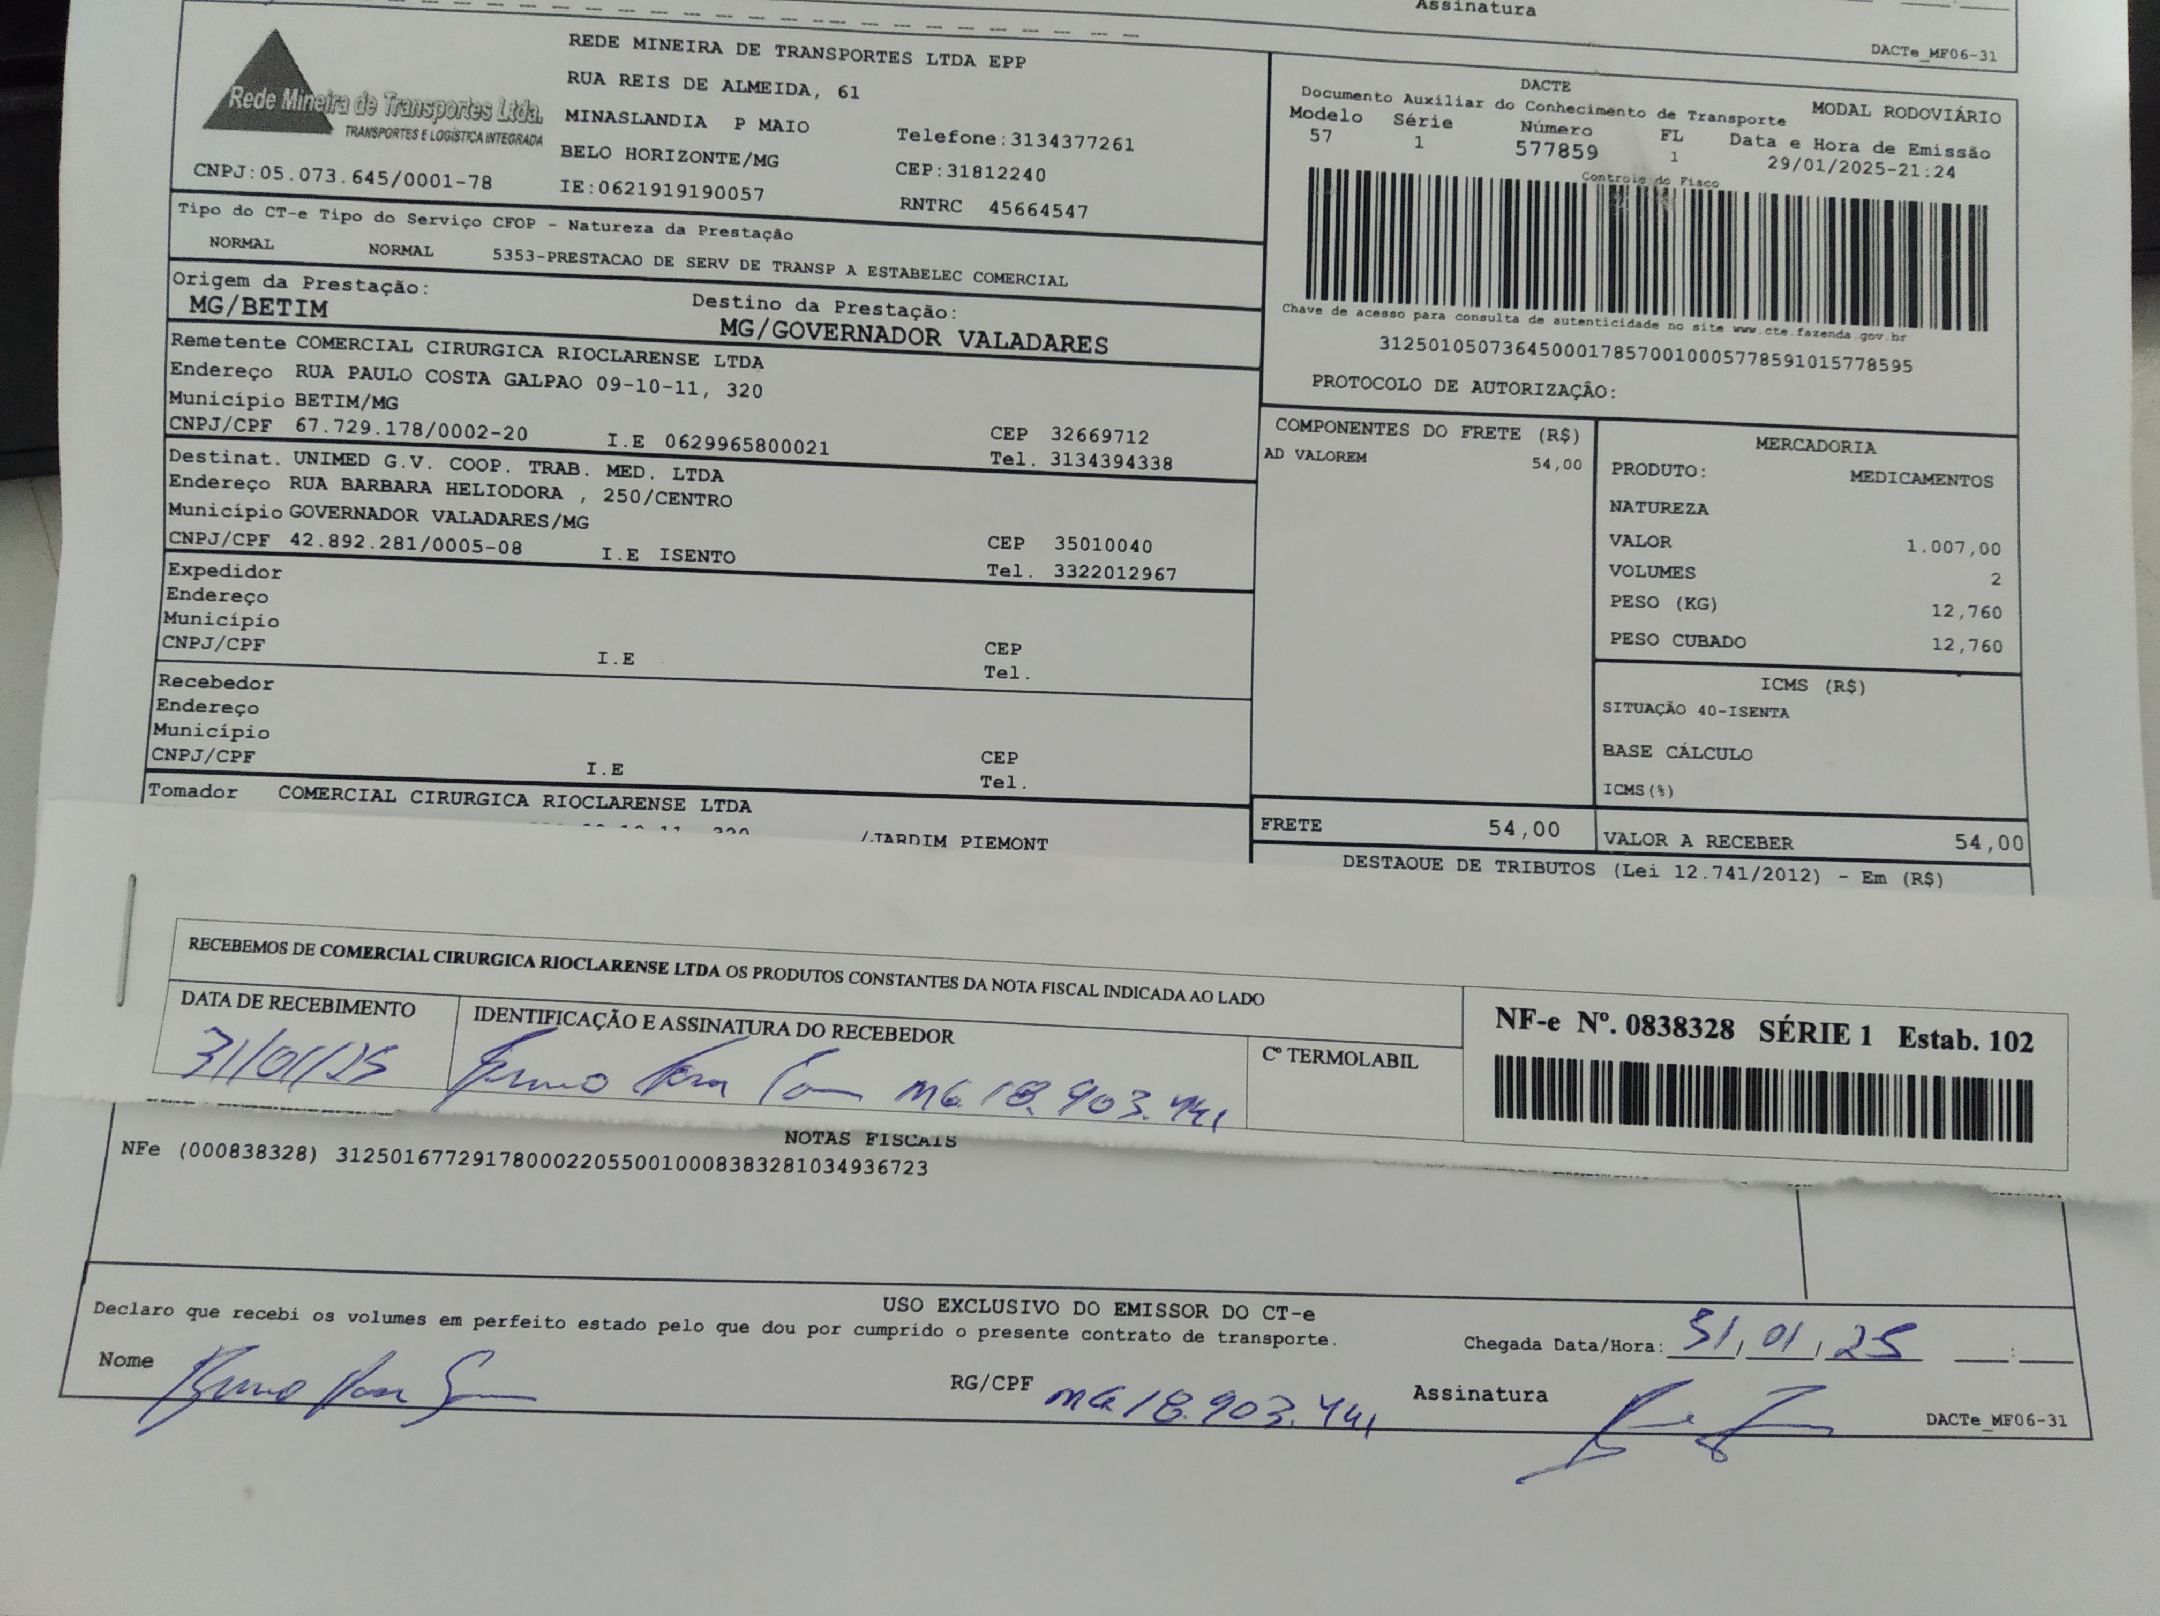 Assinatura
DACTe_MF06-31
Rede Mineira de Transportes Ltda.
TRANSPORTES E LOGÍSTICA INTEGRADA
CNPJ:05.073.645/0001-78
REDE MINEIRA DE TRANSPORTES LTDA EPP
RUA REIS DE ALMEIDA, 61
MINASLANDIA P MAIO Telefone:3134377261
BELO HORIZONTE/MG CEP:31812240
IE:0621919190057 RNTRC 45664547
DACTE
Documento Auxiliar do Conhecimento de Transporte MODAL RODOVIÁRIO
Modelo Série Número FL Data e Hora de Emissão
57 1 577859 1 29/01/2025-21:24
Controle do Fisco
Chave de acesso para consulta de autenticidade no site www.cte.fazenda.gov.br
31250105073645000178570010005778591015778595
PROTOCOLO DE AUTORIZAÇÃO:
Tipo do CT-e Tipo do Serviço CFOP - Natureza da Prestação
NORMAL NORMAL 5353-PRESTACAO DE SERV DE TRANSP A ESTABELEC COMERCIAL
Origem da Prestação: Destino da Prestação:
MG/BETIM MG/GOVERNADOR VALADARES
Remetente COMERCIAL CIRURGICA RIOCLARENSE LTDA
Endereço RUA PAULO COSTA GALPAO 09-10-11, 320
Município BETIM/MG CEP 32669712
CNPJ/CPF 67.729.178/0002-20 I.E 0629965800021 Tel. 3134394338
Destinat. UNIMED G.V. COOP. TRAB. MED. LTDA
Endereço RUA BARBARA HELIODORA , 250/CENTRO
Município GOVERNADOR VALADARES/MG CEP 35010040
CNPJ/CPF 42.892.281/0005-08 I.E ISENTO Tel. 3322012967
Expedidor
Endereço
Município CEP
CNPJ/CPF I.E Tel.
Recebedor
Endereço
Município CEP
CNPJ/CPF I.E Tel.
Tomador COMERCIAL CIRURGICA RIOCLARENSE LTDA
09-10-11, 320 /JARDIM PIEMONT
COMPONENTES DO FRETE (R$)
AD VALOREM 54,00
MERCADORIA
PRODUTO: MEDICAMENTOS
NATUREZA
VALOR 1.007,00
VOLUMES 2
PESO (KG) 12,760
PESO CUBADO 12,760
ICMS (R$)
SITUAÇÃO 40-ISENTA
BASE CÁLCULO
ICMS(%)
FRETE 54,00 VALOR A RECEBER 54,00
DESTAQUE DE TRIBUTOS (Lei 12.741/2012) - Em (R$)
RECEBEMOS DE COMERCIAL CIRURGICA RIOCLARENSE LTDA OS PRODUTOS CONSTANTES DA NOTA FISCAL INDICADA AO LADO
DATA DE RECEBIMENTO IDENTIFICAÇÃO E ASSINATURA DO RECEBEDOR Cº TERMOLABIL
31/01/25 MG.18.903.441
NF-e Nº. 0838328 SÉRIE 1 Estab. 102
NOTAS FISCAIS
NFe (000838328) 31250167729178000220550010008383281034936723
USO EXCLUSIVO DO EMISSOR DO CT-e
Declaro que recebi os volumes em perfeito estado pelo que dou por cumprido o presente contrato de transporte. Chegada Data/Hora: 31,01,25 __:__
Nome Bruno RG/CPF MG.18.903.441 Assinatura
DACTe_MF06-31